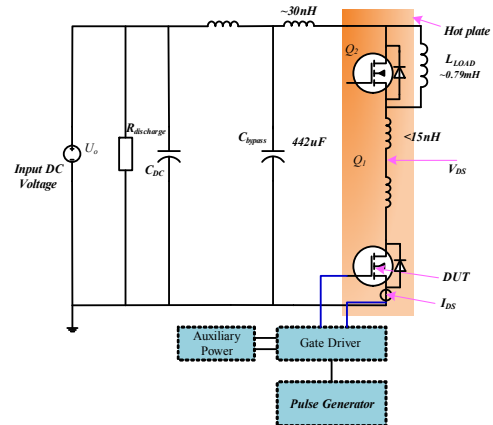 ~30nH
Hot plate
Q2
LLOAD
~0.79mH
Rdischarge
Cbypass
442uF
<15nH
Uo
Q1
Input DC
Voltage
CDC
VDS
DUT
IDS
Auxiliary
Power
Gate Driver
Pulse Generator